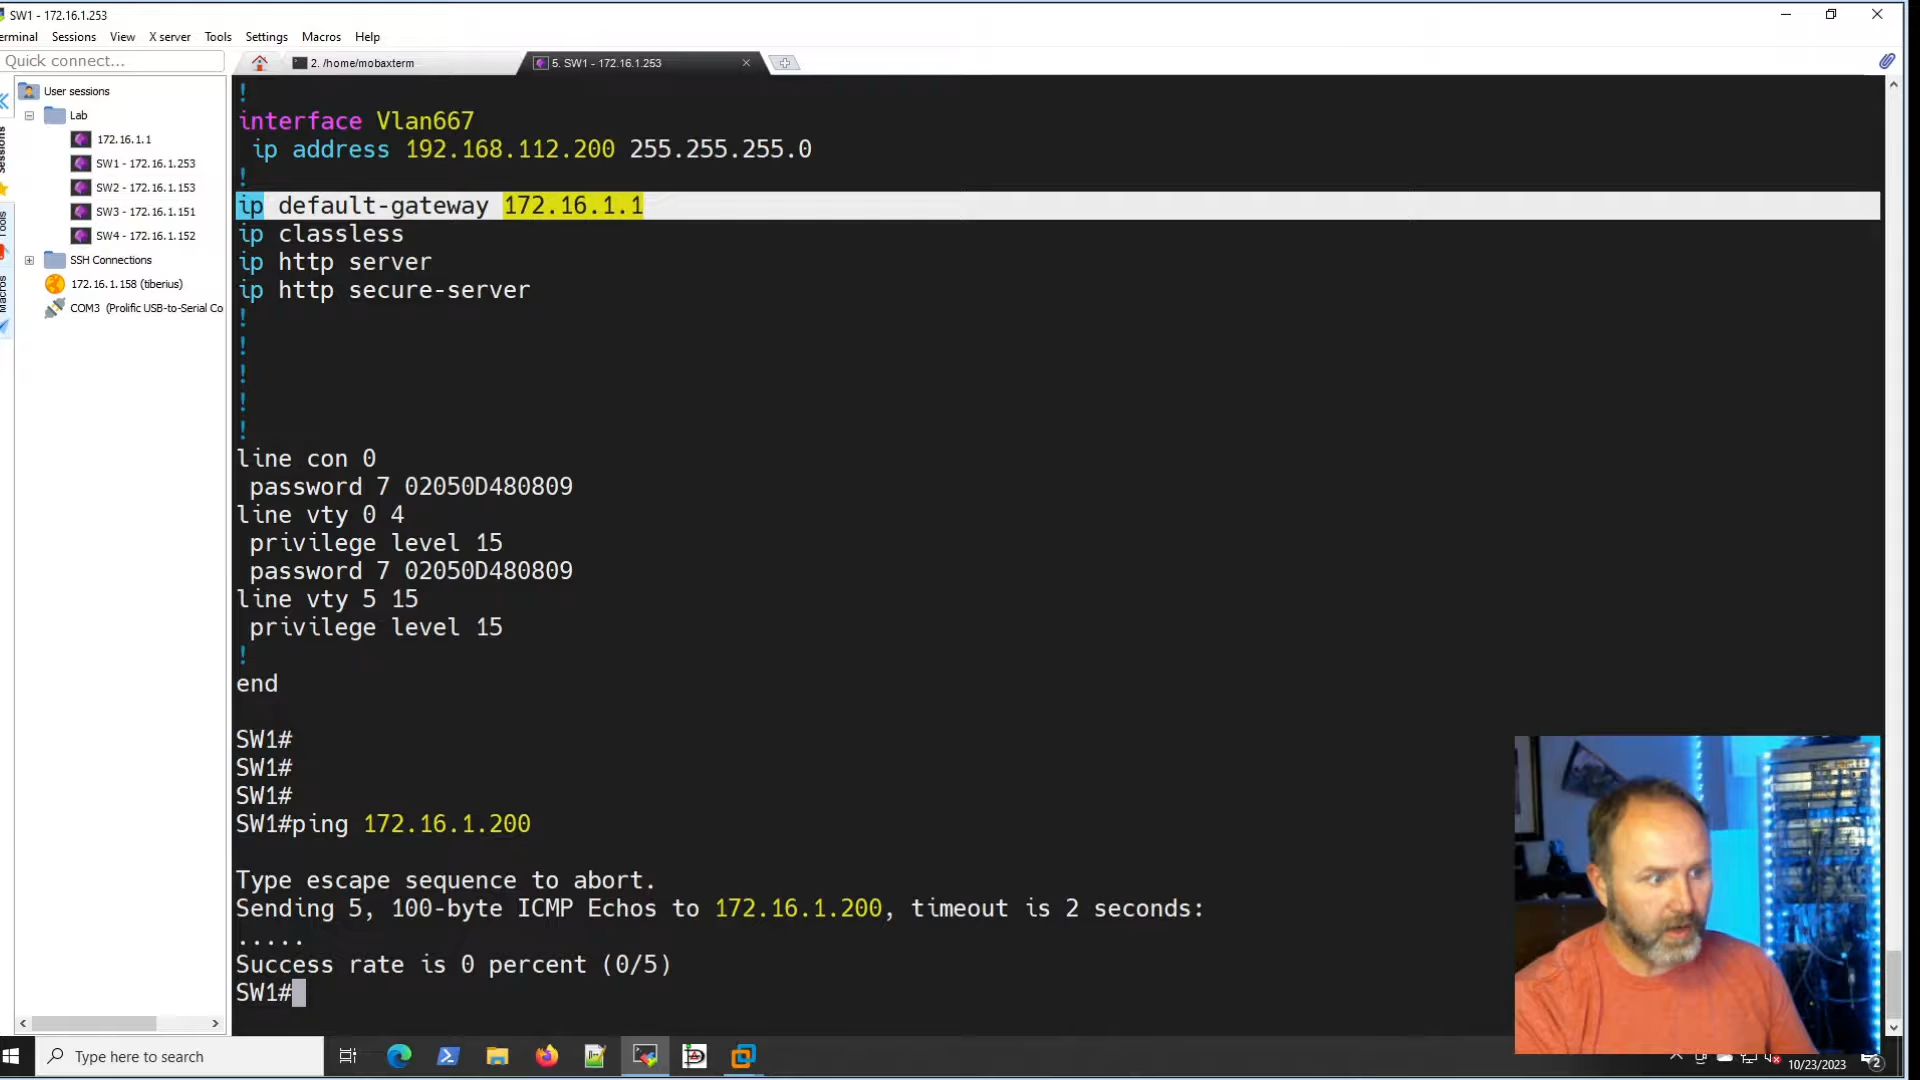 SW1 - 172.16.1.253
erminal Sessions View X server Tools Settings Macros Help
Quick connect...
2. /home/mobaxterm
5. SW1 - 172.16.1.253
User sessions
Lab
172.16.1.1
SW1 - 172.16.1.253
SW2 - 172.16.1.153
SW3 - 172.16.1.151
SW4 - 172.16.1.152
SSH Connections
172.16.1.158 (tiberius)
COM3 (Prolific USB-to-Serial Co
Sessions
Tools
Macros
!
interface Vlan667
ip address 192.168.112.200 255.255.255.0
!
ip default-gateway 172.16.1.1
ip classless
ip http server
ip http secure-server
!
!
!
!
!
line con 0
password 7 02050D480809
line vty 0 4
privilege level 15
password 7 02050D480809
line vty 5 15
privilege level 15
!
end
SW1#
SW1#
SW1#
SW1#ping 172.16.1.200
Type escape sequence to abort.
Sending 5, 100-byte ICMP Echos to 172.16.1.200, timeout is 2 seconds:
.....
Success rate is 0 percent (0/5)
SW1#
Type here to search
10/23/2023
2